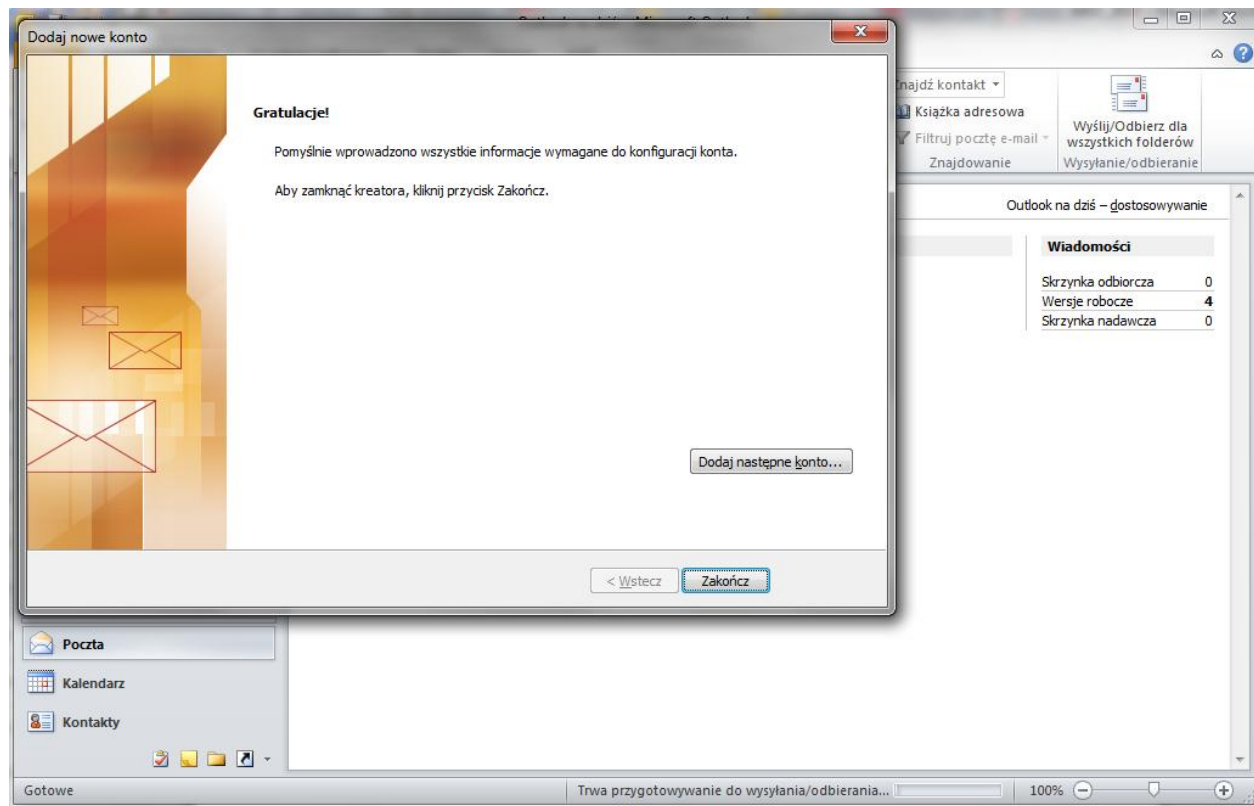 Dodaj nowe konto
Gratulacje!
Pomyślnie wprowadzono wszystkie informacje wymagane do konfiguracji konta.
Aby zamknąć kreatora, kliknij przycisk Zakończ.
Dodaj następne konto...
< Wstecz
Zakończ
kontakt
Książka adresowa
Filtruj pocztę e-mail
Znajdowanie
Wyślij/Odbierz dla
wszystkich folderów
Wysyłanie/odbieranie
Outlook na dziś – dostosowywanie
Wiadomości
Skrzynka odbiorcza 0
Wersje robocze 4
Skrzynka nadawcza 0
Poczta
Kalendarz
Kontakty
Gotowe
Trwa przygotowywanie do wysyłania/odbierania...
100%